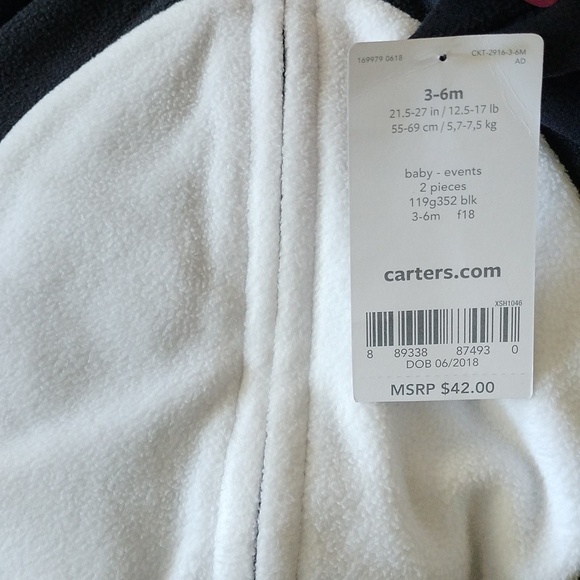 169979 0618 CKT-2916-3-6M
AD
3-6m
21.5-27 in / 12.5-17 lb
55-69 cm / 5,7-7,5 kg
baby - events
2 pieces
119g352 blk
3-6m f18
carters.com
XSH1046
8 89338 87493 0
DOB 06/2018
MSRP $42.00